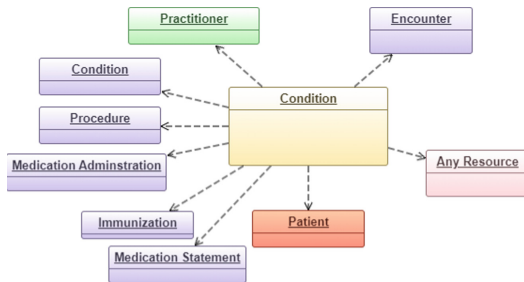 Practitioner
Encounter
Condition
Condition
Procedure
Medication Adminstration
Any Resource
Immunization
Patient
Medication Statement